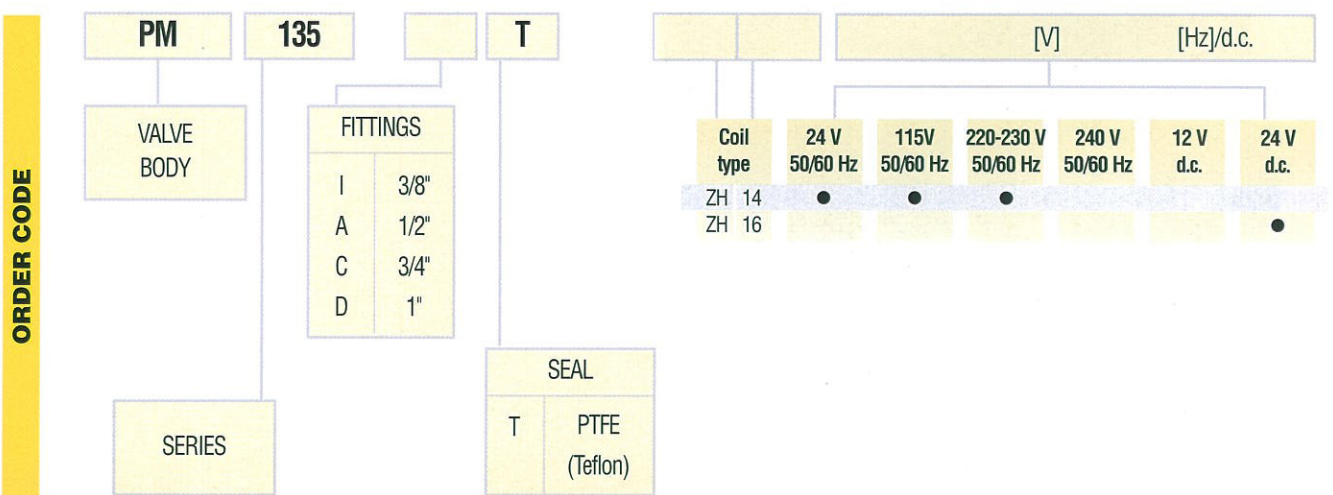 ORDER CODE
PM 135 T [V] [Hz]/d.c.
VALVE
BODY
FITTINGS
I 3/8"
A 1/2"
C 3/4"
D 1"
SERIES
SEAL
T PTFE
(Teflon)
Coil 24 V 115V 220-230 V 240 V 12 V 24 V
type 50/60 Hz 50/60 Hz 50/60 Hz 50/60 Hz d.c. d.c.
ZH 14 ● ● ●
ZH 16 ●